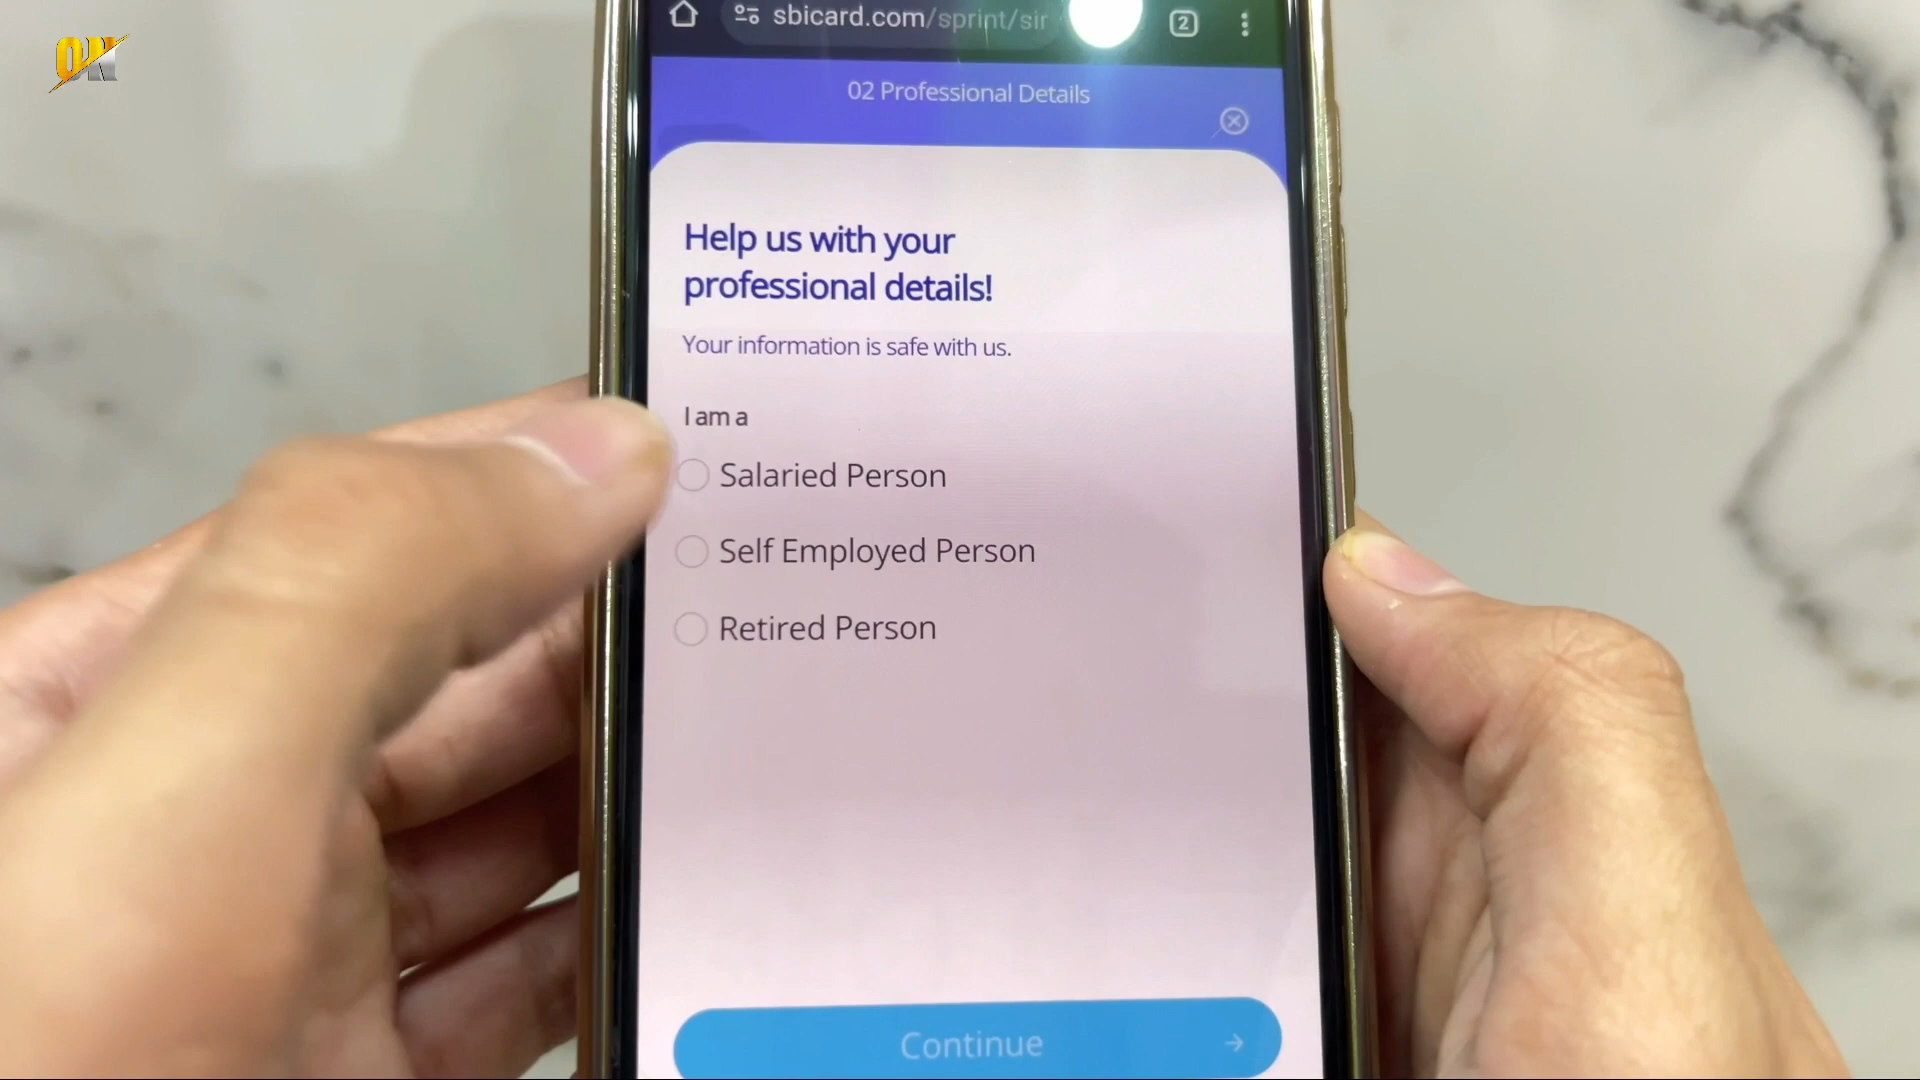 ON
sbicard.com/sprint/sir
2
02 Professional Details
Help us with your
professional details!
Your information is safe with us.
I am a
Salaried Person
Self Employed Person
Retired Person
Continue